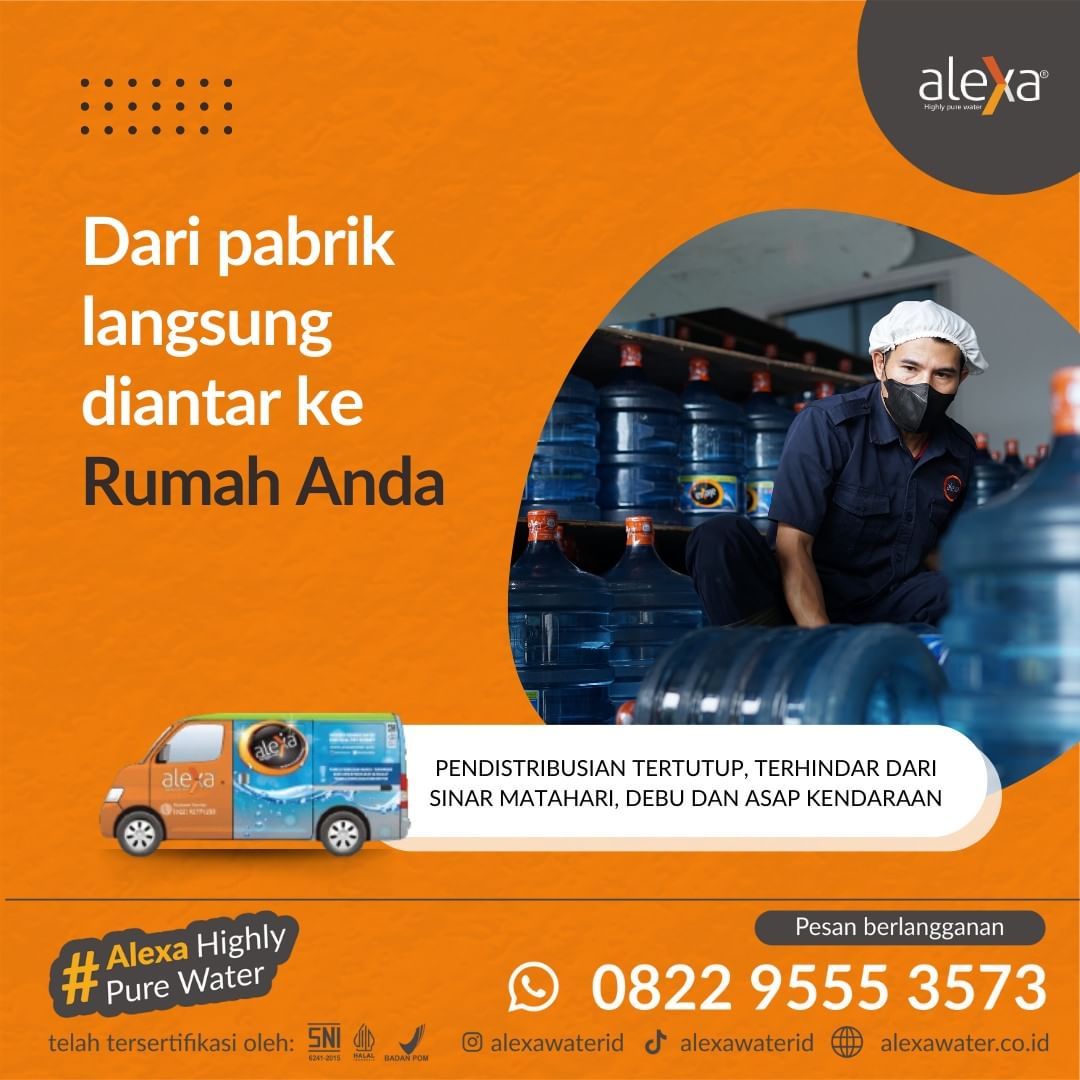 alexa®
Highly pure water
Dari pabrik
langsung
diantar ke
Rumah Anda
alexa
alexa
PENDISTRIBUSIAN TERTUTUP, TERHINDAR DARI
SINAR MATAHARI, DEBU DAN ASAP KENDARAAN
# Alexa Highly
Pure Water
Pesan berlangganan
0822 9555 3573
telah tersertifikasi oleh:
SNI
6241-2015
HALAL
INDONESIA
BADAN POM
alexawaterid
alexawaterid
alexawater.co.id